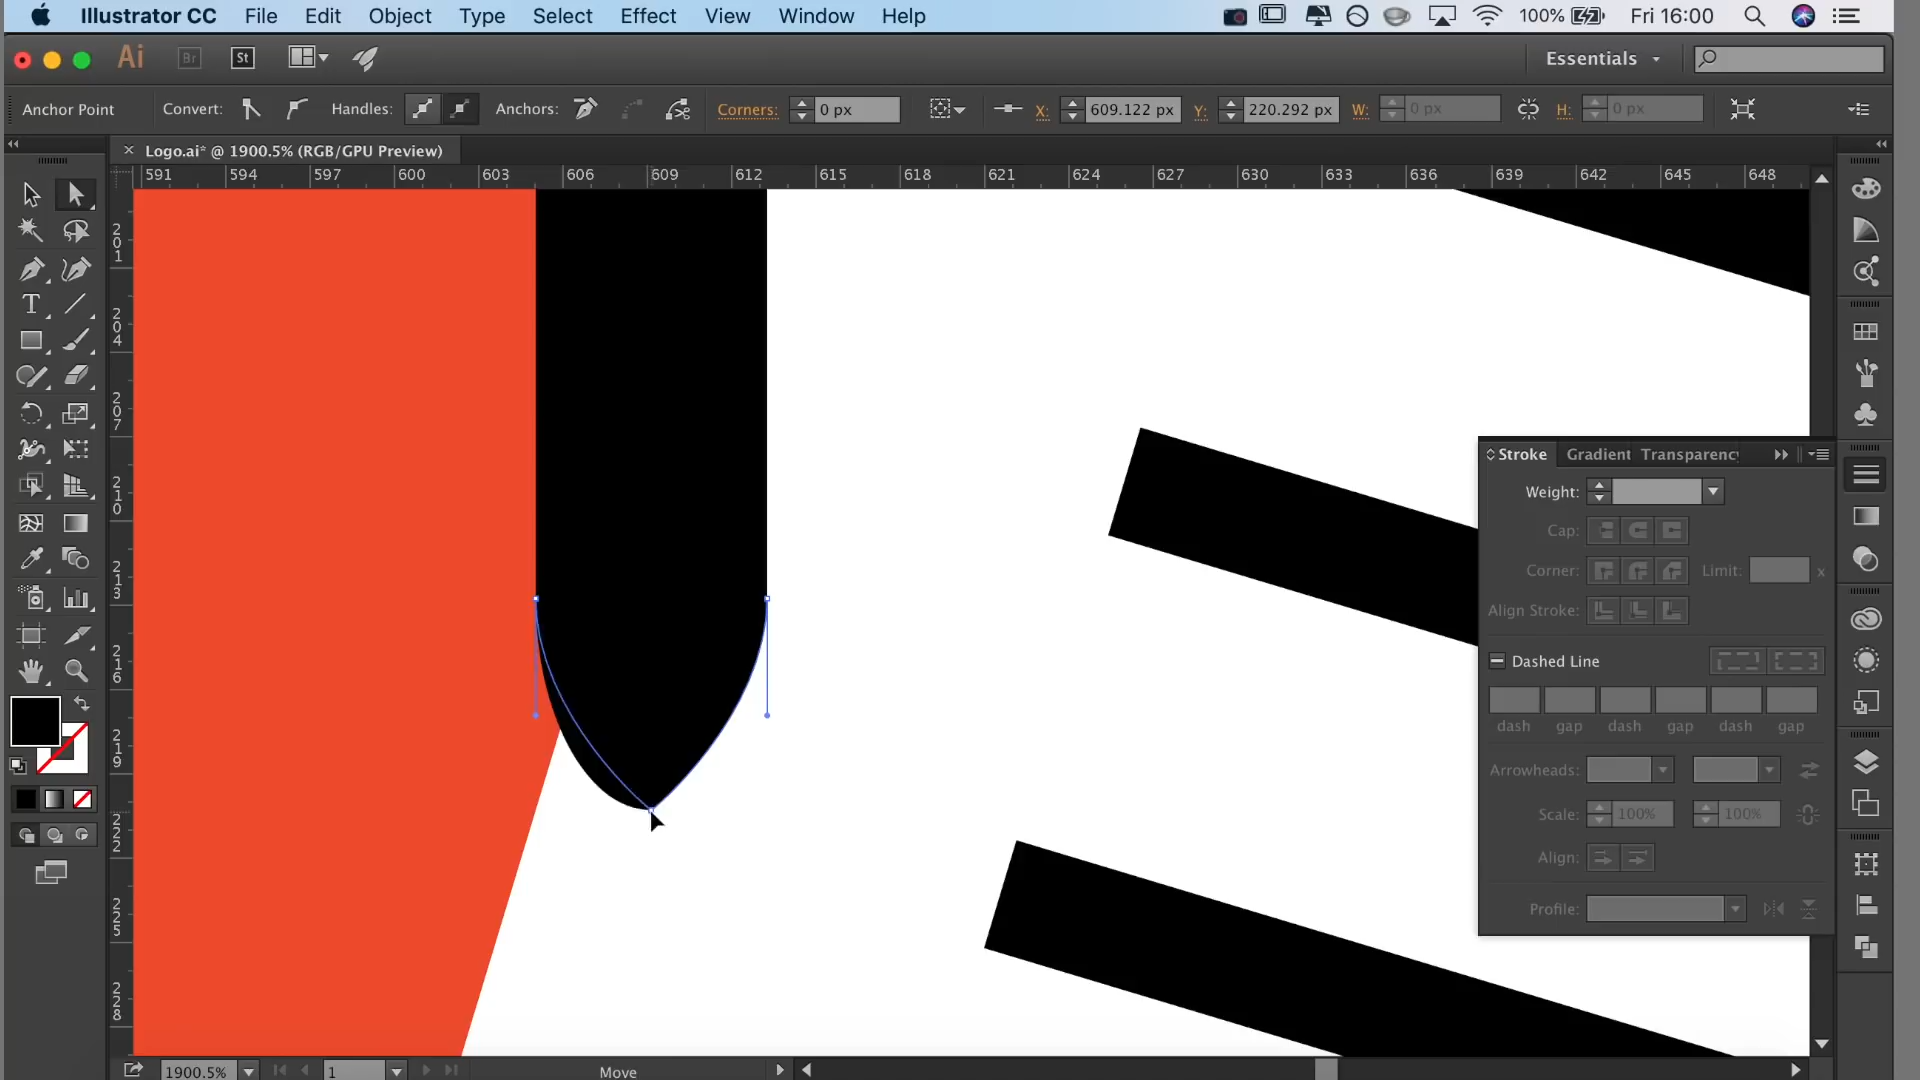 Illustrator CC File Edit Object Type Select Effect View Window Help 100% Fri 16:00
Ai Br St Essentials
Anchor Point Convert: Handles: Anchors: Corners: 0 px X: 609.122 px Y: 220.292 px W: 0 px H: 0 px
Logo.ai* @ 1900.5% (RGB/GPU Preview)
591 594 597 600 603 606 609 612 615 618 621 624 627 630 633 636 639 642 645 648
201
204
207
210
213
216
219
222
225
228
T
Stroke Gradient Transparency
Weight:
Cap:
Corner: Limit: x
Align Stroke:
Dashed Line
dash gap dash gap dash gap
Arrowheads:
Scale: 100% 100%
Align:
Profile:
1900.5% 1 Move